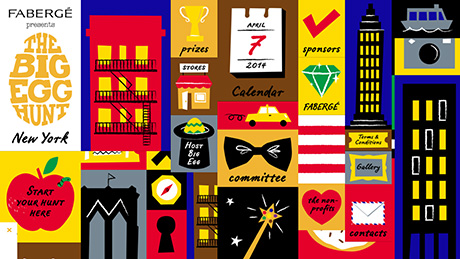 FABERGÉ
presents
THE
BIG
EGG
HUNT
New York
START
YOUR HUNT
HERE
prizes
STORES
HOST
BIG
EGG
APRIL
7
2014
Calendar
committee
sponsors
FABERGÉ
the non-
profits
contacts
Terms &
Conditions
Gallery